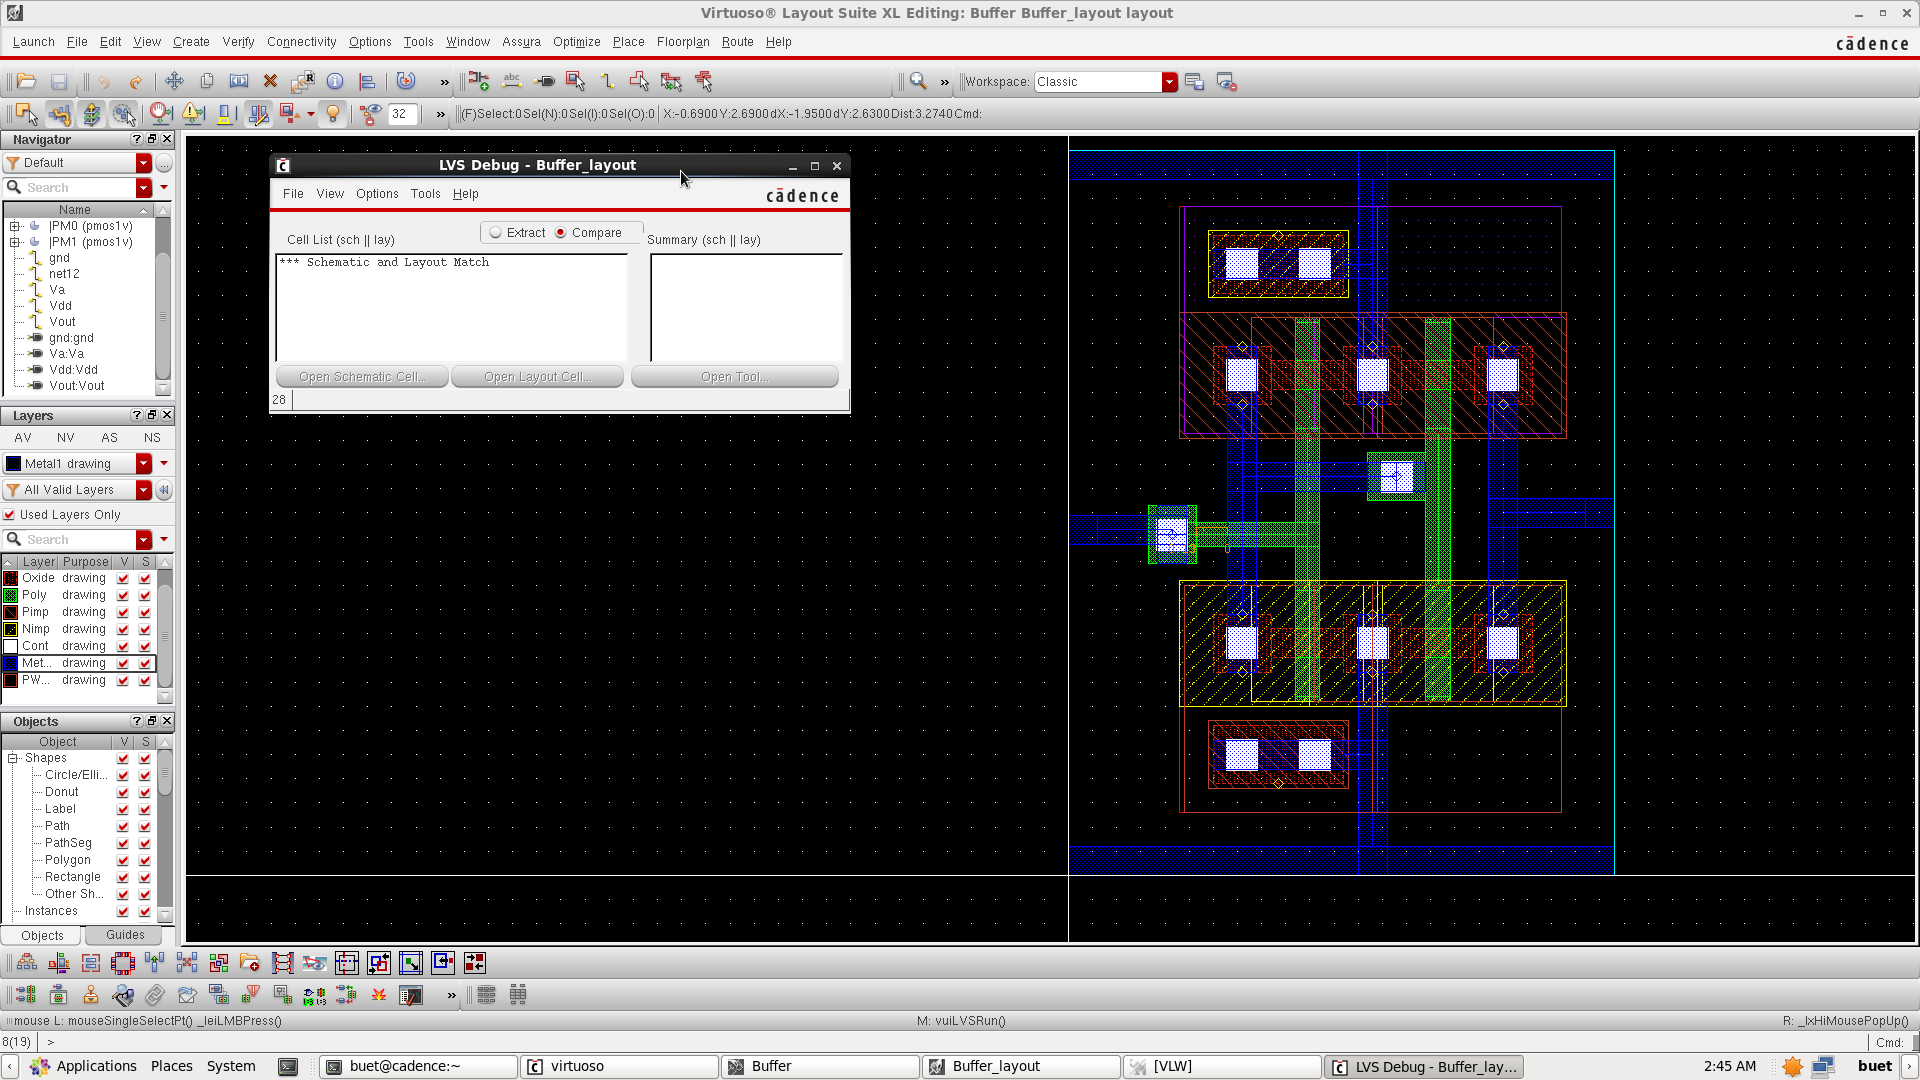 Virtuoso® Layout Suite XL Editing: Buffer Buffer_layout layout
Launch File Edit View Create Verify Connectivity Options Tools Window Assura Optimize Place Floorplan Route Help
cādence
abc
» » »
Workspace: Classic
32 » (F)Select:0 Sel(N):0 Sel(I):0 Sel(O):0 X:-0.6900 Y:2.6900 dX:-1.9500 dY:2.6300 Dist:3.2740 Cmd:
Navigator
Default
Search
Name
|PM0 (pmos1v)
|PM1 (pmos1v)
gnd
net12
Va
Vdd
Vout
gnd:gnd
Va:Va
Vdd:Vdd
Vout:Vout
Layers
AV NV AS NS
Metal1 drawing
All Valid Layers
Used Layers Only
Search
Layer Purpose V S
Oxide drawing
Poly drawing
Pimp drawing
Nimp drawing
Cont drawing
Met... drawing
PW... drawing
Objects
Object V S
Shapes
Circle/Elli...
Donut
Label
Path
PathSeg
Polygon
Rectangle
Other Sh...
Instances
Objects Guides
LVS Debug - Buffer_layout
File View Options Tools Help
cādence
Extract Compare
Cell List (sch || lay) Summary (sch || lay)
*** Schematic and Layout Match
Open Schematic Cell... Open Layout Cell... Open Tool...
28
mouse L: mouseSingleSelectPt() _leiLMBPress() M: vuiLVSRun() R: _lxHiMousePopUp()
8(19) > Cmd:
Applications Places System buet@cadence:~ virtuoso Buffer Buffer_layout [VLW] LVS Debug - Buffer_lay... 2:45 AM buet